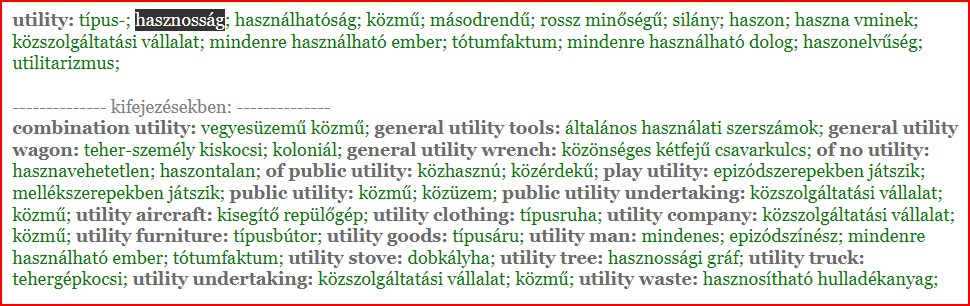 utility: típus-; hasznosság; használhatóság; közmű; másodrendű; rossz minőségű; silány; haszon; haszna vminek;
közszolgáltatási vállalat; mindenre használható ember; tótumfaktum; mindenre használható dolog; haszonelvűség;
utilitarizmus;
-------------- kifejezésekben: --------------
combination utility: vegyesüzemű közmű; general utility tools: általános használati szerszámok; general utility
wagon: teher-személy kiskocsi; koloniál; general utility wrench: közönséges kétfejű csavarkulcs; of no utility:
hasznavehetetlen; haszontalan; of public utility: közhasznú; közérdekű; play utility: epizódszerepekben játszik;
mellékszerepekben játszik; public utility: közmű; közüzem; public utility undertaking: közszolgáltatási vállalat;
közmű; utility aircraft: kisegítő repülőgép; utility clothing: típusruha; utility company: közszolgáltatási vállalat;
közmű; utility furniture: típusbútor; utility goods: típusáru; utility man: mindenes; epizódszínész; mindenre
használható ember; tótumfaktum; utility stove: dobkályha; utility tree: hasznossági gráf; utility truck:
tehergépkocsi; utility undertaking: közszolgáltatási vállalat; közmű; utility waste: hasznosítható hulladékanyag;